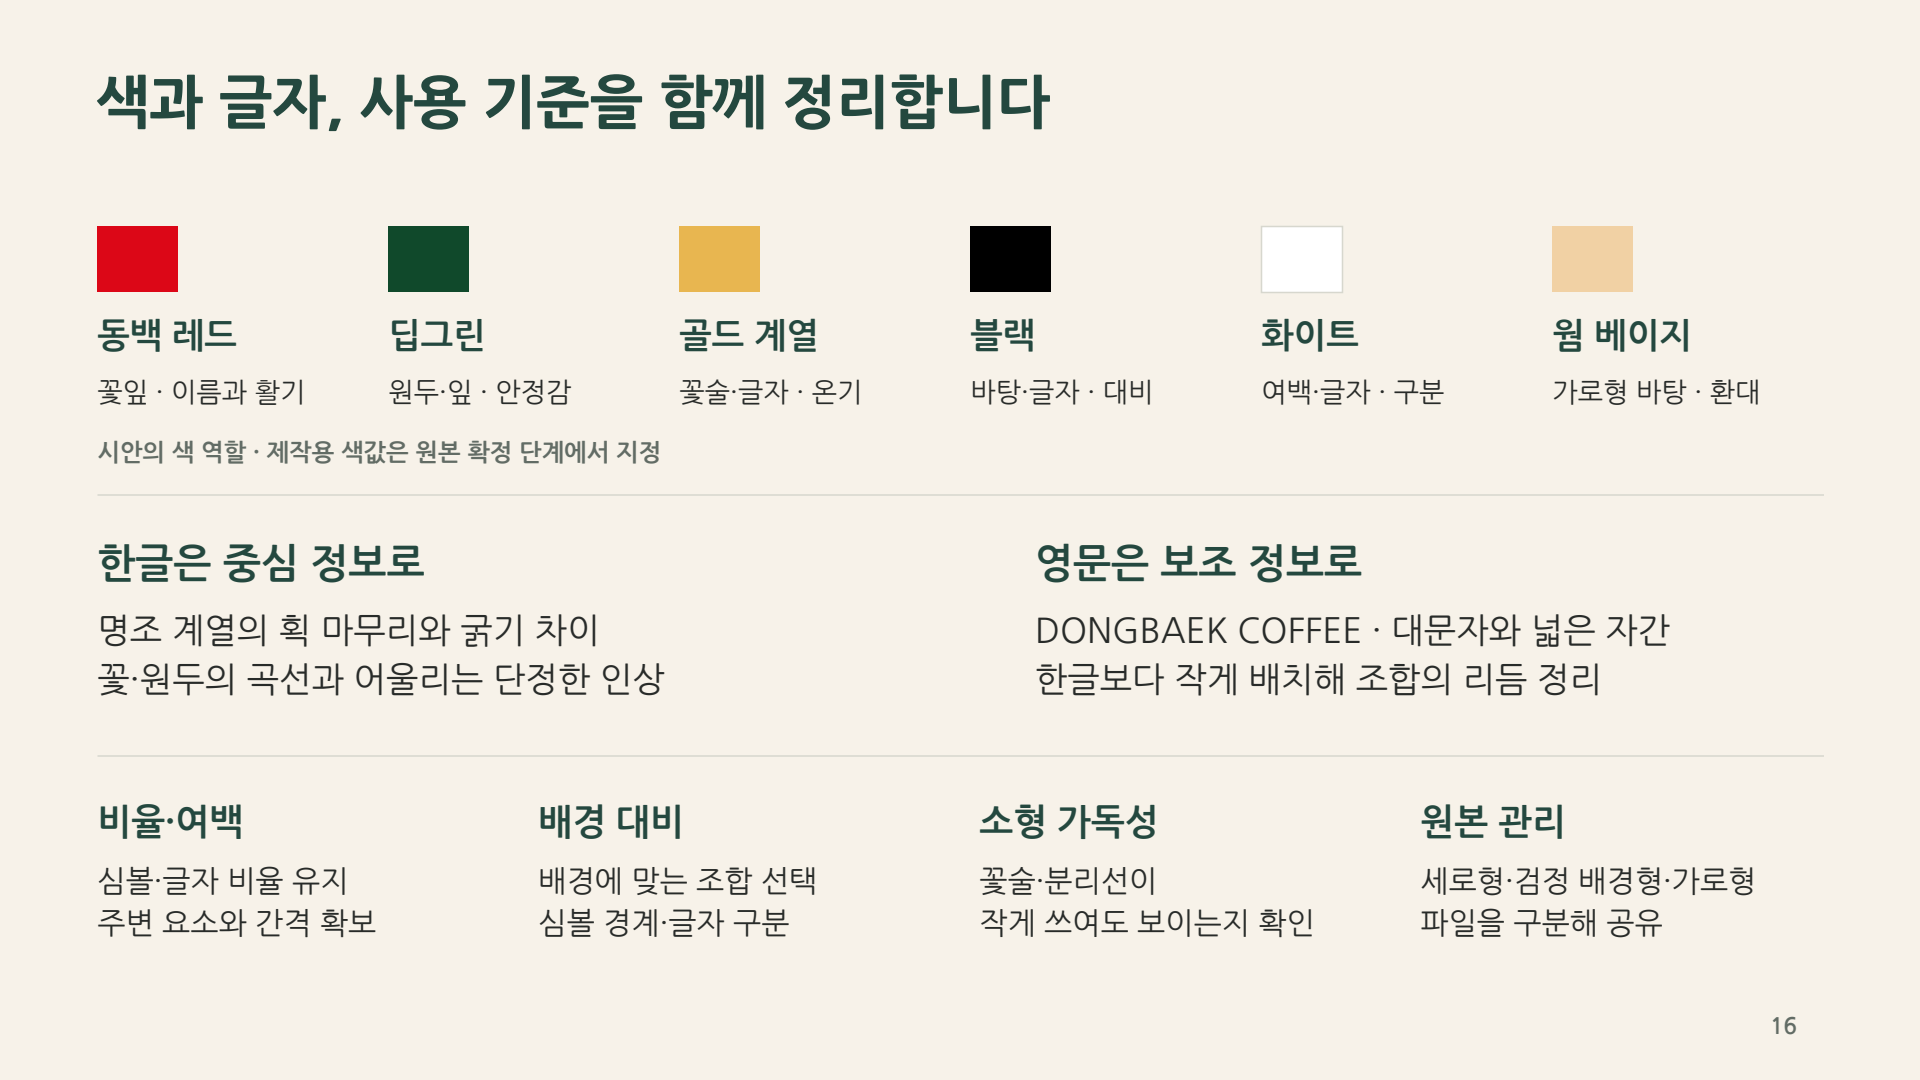 색과 글자, 사용 기준을 함께 정리합니다
동백 레드
꽃잎 · 이름과 활기
딥그린
원두·잎 · 안정감
골드 계열
꽃술·글자 · 온기
블랙
바탕·글자 · 대비
화이트
여백·글자 · 구분
웜 베이지
가로형 바탕 · 환대
시안의 색 역할 · 제작용 색값은 원본 확정 단계에서 지정
한글은 중심 정보로
명조 계열의 획 마무리와 굵기 차이
꽃·원두의 곡선과 어울리는 단정한 인상
영문은 보조 정보로
DONGBAEK COFFEE · 대문자와 넓은 자간
한글보다 작게 배치해 조합의 리듬 정리
비율·여백
심볼·글자 비율 유지
주변 요소와 간격 확보
배경 대비
배경에 맞는 조합 선택
심볼 경계·글자 구분
소형 가독성
꽃술·분리선이
작게 쓰여도 보이는지 확인
원본 관리
세로형·검정 배경형·가로형
파일을 구분해 공유
16